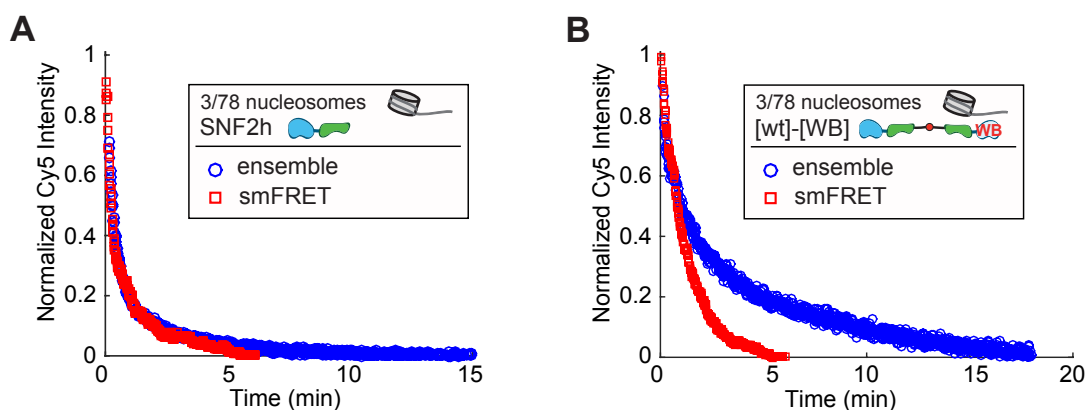 A
Normalized Cy5 Intensity
1
0.8
0.6
0.4
0.2
0
0
5
10
15
Time (min)
3/78 nucleosomes
SNF2h
ensemble
smFRET
B
Normalized Cy5 Intensity
1
0.8
0.6
0.4
0.2
0
0
5
10
15
20
Time (min)
3/78 nucleosomes
[wt]-[WB]
WB
ensemble
smFRET